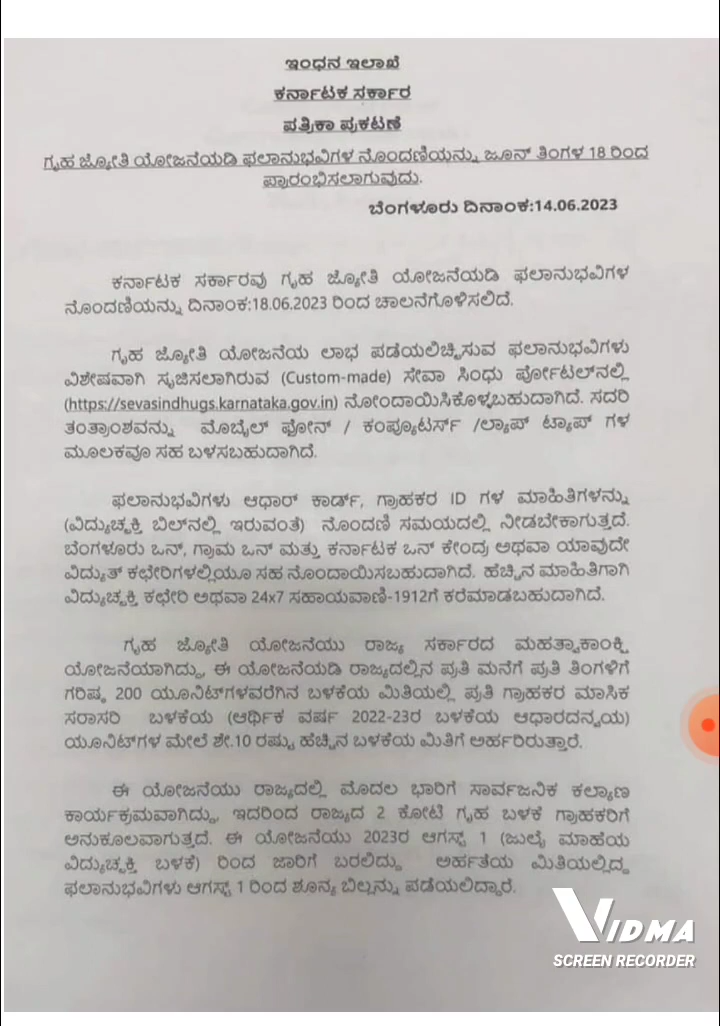 ಇಂಧನ ಇಲಾಖೆ
ಕರ್ನಾಟಕ ಸರ್ಕಾರ
ಪತ್ರಿಕಾ ಪ್ರಕಟಣೆ
ಗೃಹ ಜ್ಯೋತಿ ಯೋಜನೆಯಡಿ ಫಲಾನುಭವಿಗಳ ನೊಂದಣಿಯನ್ನು ಜೂನ್ ತಿಂಗಳ 18 ರಿಂದ
ಪ್ರಾರಂಭಿಸಲಾಗುವುದು.
ಬೆಂಗಳೂರು ದಿನಾಂಕ:14.06.2023
ಕರ್ನಾಟಕ ಸರ್ಕಾರವು ಗೃಹ ಜ್ಯೋತಿ ಯೋಜನೆಯಡಿ ಫಲಾನುಭವಿಗಳ
ನೊಂದಣಿಯನ್ನು ದಿನಾಂಕ:18.06.2023 ರಿಂದ ಚಾಲನೆಗೊಳಿಸಲಿದೆ.
ಗೃಹ ಜ್ಯೋತಿ ಯೋಜನೆಯ ಲಾಭ ಪಡೆಯಲಿಚ್ಛಿಸುವ ಫಲಾನುಭವಿಗಳು
ವಿಶೇಷವಾಗಿ ಸೃಜಿಸಲಾಗಿರುವ (Custom-made) ಸೇವಾ ಸಿಂಧು ಪೋರ್ಟಲ್‌ನಲ್ಲಿ
(https://sevasindhugs.karnataka.gov.in) ನೋಂದಾಯಿಸಿಕೊಳ್ಳಬಹುದಾಗಿದೆ. ಸದರಿ
ತಂತ್ರಾಂಶವನ್ನು ಮೊಬೈಲ್ ಫೋನ್ / ಕಂಪ್ಯೂಟರ್ಸ್ /ಲ್ಯಾಪ್ ಟ್ಯಾಪ್ ಗಳ
ಮೂಲಕವೂ ಸಹ ಬಳಸಬಹುದಾಗಿದೆ.
ಫಲಾನುಭವಿಗಳು ಆಧಾರ್ ಕಾರ್ಡ್, ಗ್ರಾಹಕರ ID ಗಳ ಮಾಹಿತಿಗಳನ್ನು
(ವಿದ್ಯುಚ್ಛಕ್ತಿ ಬಿಲ್‌ನಲ್ಲಿ ಇರುವಂತೆ) ನೊಂದಣಿ ಸಮಯದಲ್ಲಿ ನೀಡಬೇಕಾಗುತ್ತದೆ.
ಬೆಂಗಳೂರು ಒನ್, ಗ್ರಾಮ ಒನ್ ಮತ್ತು ಕರ್ನಾಟಕ ಒನ್ ಕೇಂದ್ರ ಅಥವಾ ಯಾವುದೇ
ವಿದ್ಯುತ್ ಕಛೇರಿಗಳಲ್ಲಿಯೂ ಸಹ ನೊಂದಾಯಿಸಬಹುದಾಗಿದೆ. ಹೆಚ್ಚಿನ ಮಾಹಿತಿಗಾಗಿ
ವಿದ್ಯುಚ್ಛಕ್ತಿ ಕಛೇರಿ ಅಥವಾ 24x7 ಸಹಾಯವಾಣಿ-1912ಗೆ ಕರೆಮಾಡಬಹುದಾಗಿದೆ.
ಗೃಹ ಜ್ಯೋತಿ ಯೋಜನೆಯು ರಾಜ್ಯ ಸರ್ಕಾರದ ಮಹತ್ವಾಕಾಂಕ್ಷಿ
ಯೋಜನೆಯಾಗಿದ್ದು, ಈ ಯೋಜನೆಯಡಿ ರಾಜ್ಯದಲ್ಲಿನ ಪ್ರತಿ ಮನೆಗೆ ಪ್ರತಿ ತಿಂಗಳಿಗೆ
ಗರಿಷ್ಠ 200 ಯೂನಿಟ್‌ಗಳವರೆಗಿನ ಬಳಕೆಯ ಮಿತಿಯಲ್ಲಿ ಪ್ರತಿ ಗ್ರಾಹಕರ ಮಾಸಿಕ
ಸರಾಸರಿ ಬಳಕೆಯ (ಆರ್ಥಿಕ ವರ್ಷ 2022-23ರ ಬಳಕೆಯ ಆಧಾರದನ್ವಯ)
ಯೂನಿಟ್‌ಗಳ ಮೇಲೆ ಶೇ.10 ರಷ್ಟು ಹೆಚ್ಚಿನ ಬಳಕೆಯ ಮಿತಿಗೆ ಅರ್ಹರಿರುತ್ತಾರೆ.
ಈ ಯೋಜನೆಯು ರಾಜ್ಯದಲ್ಲಿ ಮೊದಲ ಭಾರಿಗೆ ಸಾರ್ವಜನಿಕ ಕಲ್ಯಾಣ
ಕಾರ್ಯಕ್ರಮವಾಗಿದ್ದು, ಇದರಿಂದ ರಾಜ್ಯದ 2 ಕೋಟಿ ಗೃಹ ಬಳಕೆ ಗ್ರಾಹಕರಿಗೆ
ಅನುಕೂಲವಾಗುತ್ತದೆ. ಈ ಯೋಜನೆಯು 2023ರ ಆಗಸ್ಟ್ 1 (ಜುಲೈ ಮಾಹೆಯ
ವಿದ್ಯುಚ್ಛಕ್ತಿ ಬಳಕೆ) ರಿಂದ ಜಾರಿಗೆ ಬರಲಿದ್ದು ಅರ್ಹತೆಯ ಮಿತಿಯಲ್ಲಿದ್ದ
ಫಲಾನುಭವಿಗಳು ಆಗಸ್ಟ್ 1 ರಿಂದ ಶೂನ್ಯ ಬಿಲ್ಲನ್ನು ಪಡೆಯಲಿದ್ದಾರೆ.
VIDMA
SCREEN RECORDER